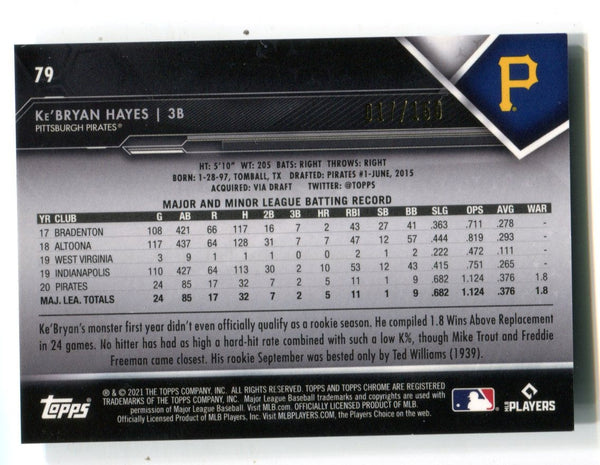 79
P
KE'BRYAN HAYES | 3B
PITTSBURGH PIRATES®
HT: 5'10" WT: 205 BATS: RIGHT THROWS: RIGHT
BORN: 1-28-97, TOMBALL, TX DRAFTED: PIRATES #1-JUNE, 2015
ACQUIRED: VIA DRAFT TWITTER: @TOPPS
MAJOR AND MINOR LEAGUE BATTING RECORD
YR CLUB G AB R H 2B 3B HR RBI SB BB SLG OPS AVG WAR
17 BRADENTON 108 421 66 117 16 7 2 43 27 41 .363 .711 .278 -
18 ALTOONA 117 437 64 128 31 7 7 47 12 57 .444 .819 .293 -
19 WEST VIRGINIA 3 9 1 1 1 0 0 1 1 2 .222 .472 .111 -
19 INDIANAPOLIS 110 427 64 113 30 2 10 53 12 43 .415 .751 .265 -
20 PIRATES 24 85 17 32 7 2 5 11 1 9 .682 1.124 .376 1.8
MAJ. LEA. TOTALS 24 85 17 32 7 2 5 11 1 9 .682 1.124 .376 1.8
Ke'Bryan's monster first year didn't even officially qualify as a rookie season. He compiled 1.8 Wins Above Replacement
in 24 games. No hitter has had as high a hard-hit rate combined with such a low K%, though Mike Trout and Freddie
Freeman came closest. His rookie September was bested only by Ted Williams (1939).
® & © 2021 THE TOPPS COMPANY, INC. ALL RIGHTS RESERVED. TOPPS AND TOPPS CHROME ARE REGISTERED
TRADEMARKS OF THE TOPPS COMPANY, INC. Major League Baseball trademarks and copyrights are used with
permission of Major League Baseball. Visit MLB.com. OFFICIALLY LICENSED PRODUCT OF MLB.
Officially Licensed Product of MLB Players, Inc. Visit MLBPLAYERS.com, the Players Choice on the web.
Topps
MLB PLAYERS